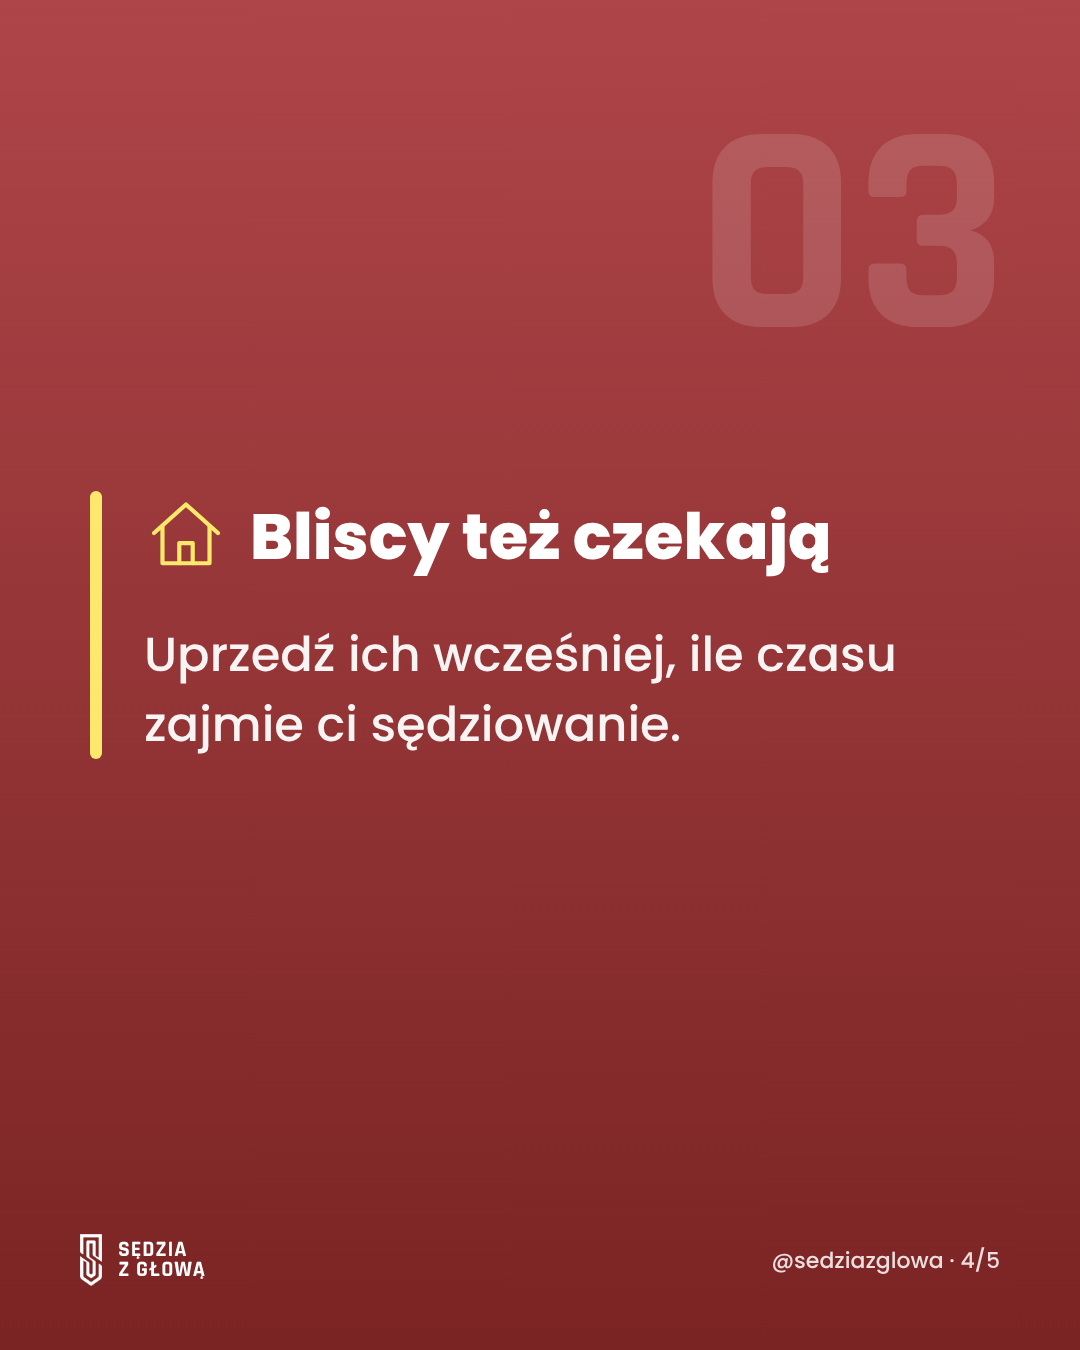 03
Bliscy też czekają
Uprzedź ich wcześniej, ile czasu
zajmie ci sędziowanie.
SĘDZIA
Z GŁOWĄ
@sedziazglowa · 4/5